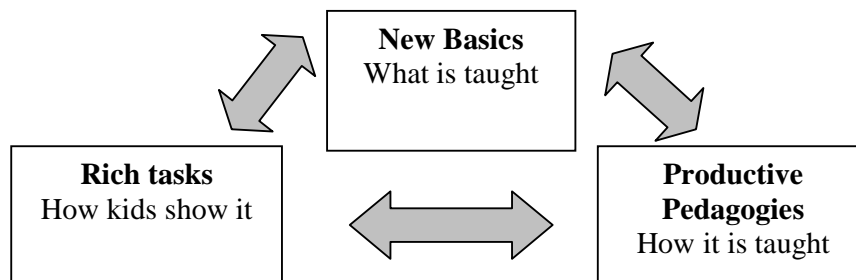 New Basics
What is taught
Rich tasks
How kids show it
Productive
Pedagogies
How it is taught